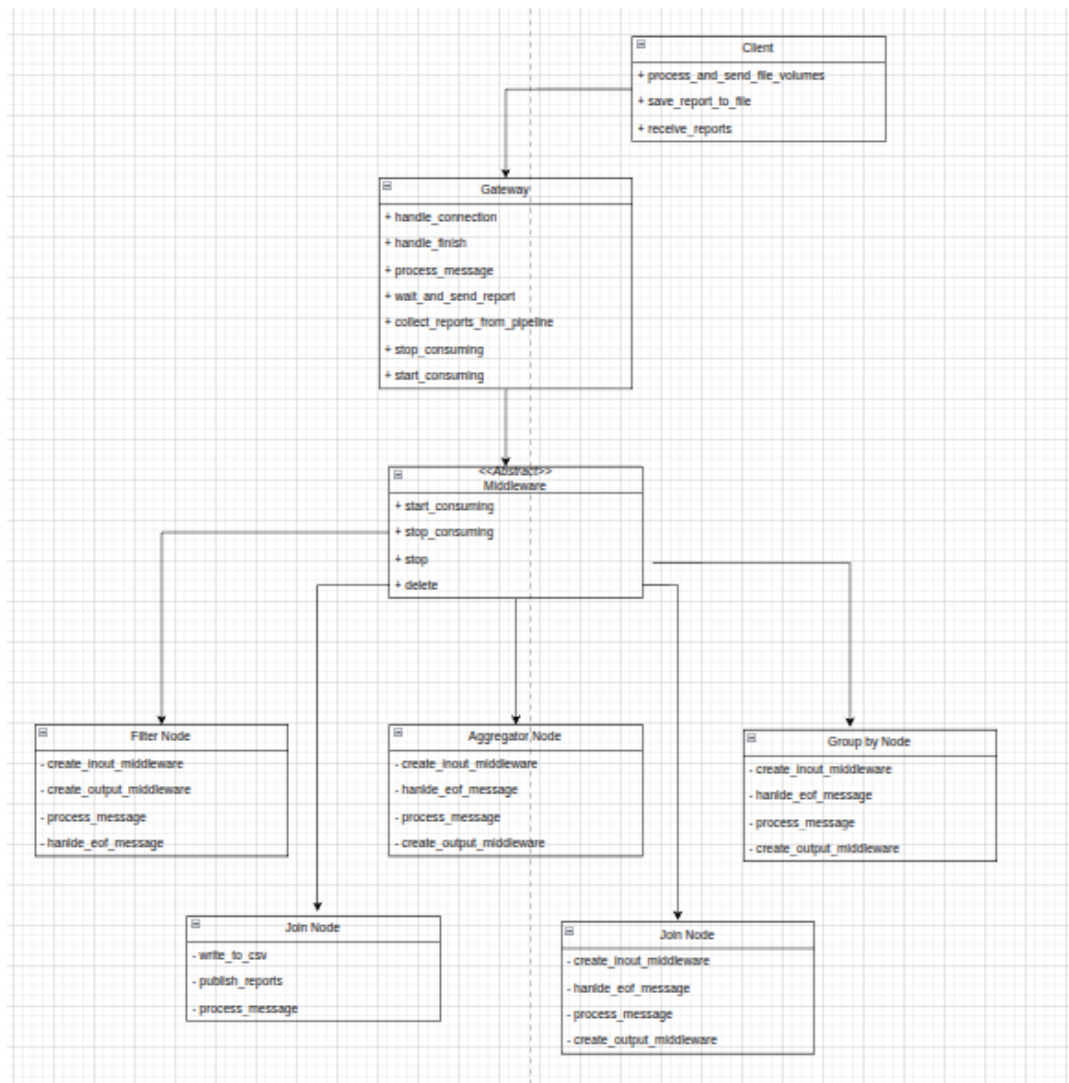 Client
+ process_and_send_file_volumes
+ save_report_to_file
+ receive_reports
Gateway
+ handle_connection
+ handle_finish
+ process_message
+ wait_and_send_report
+ collect_reports_from_pipeline
+ stop_consuming
+ start_consuming
<<Abstract>>
Middleware
+ start_consuming
+ stop_consuming
+ stop
+ delete
Filter Node
- create_inout_middleware
- create_output_middleware
- process_message
- hanlde_eof_message
Aggregator Node
- create_inout_middleware
- hanlde_eof_message
- process_message
- create_output_middleware
Group by Node
- create_inout_middleware
- hanlde_eof_message
- process_message
- create_output_middleware
Join Node
- write_to_csv
- publish_reports
- process_message
Join Node
- create_inout_middleware
- hanlde_eof_message
- process_message
- create_output_middleware